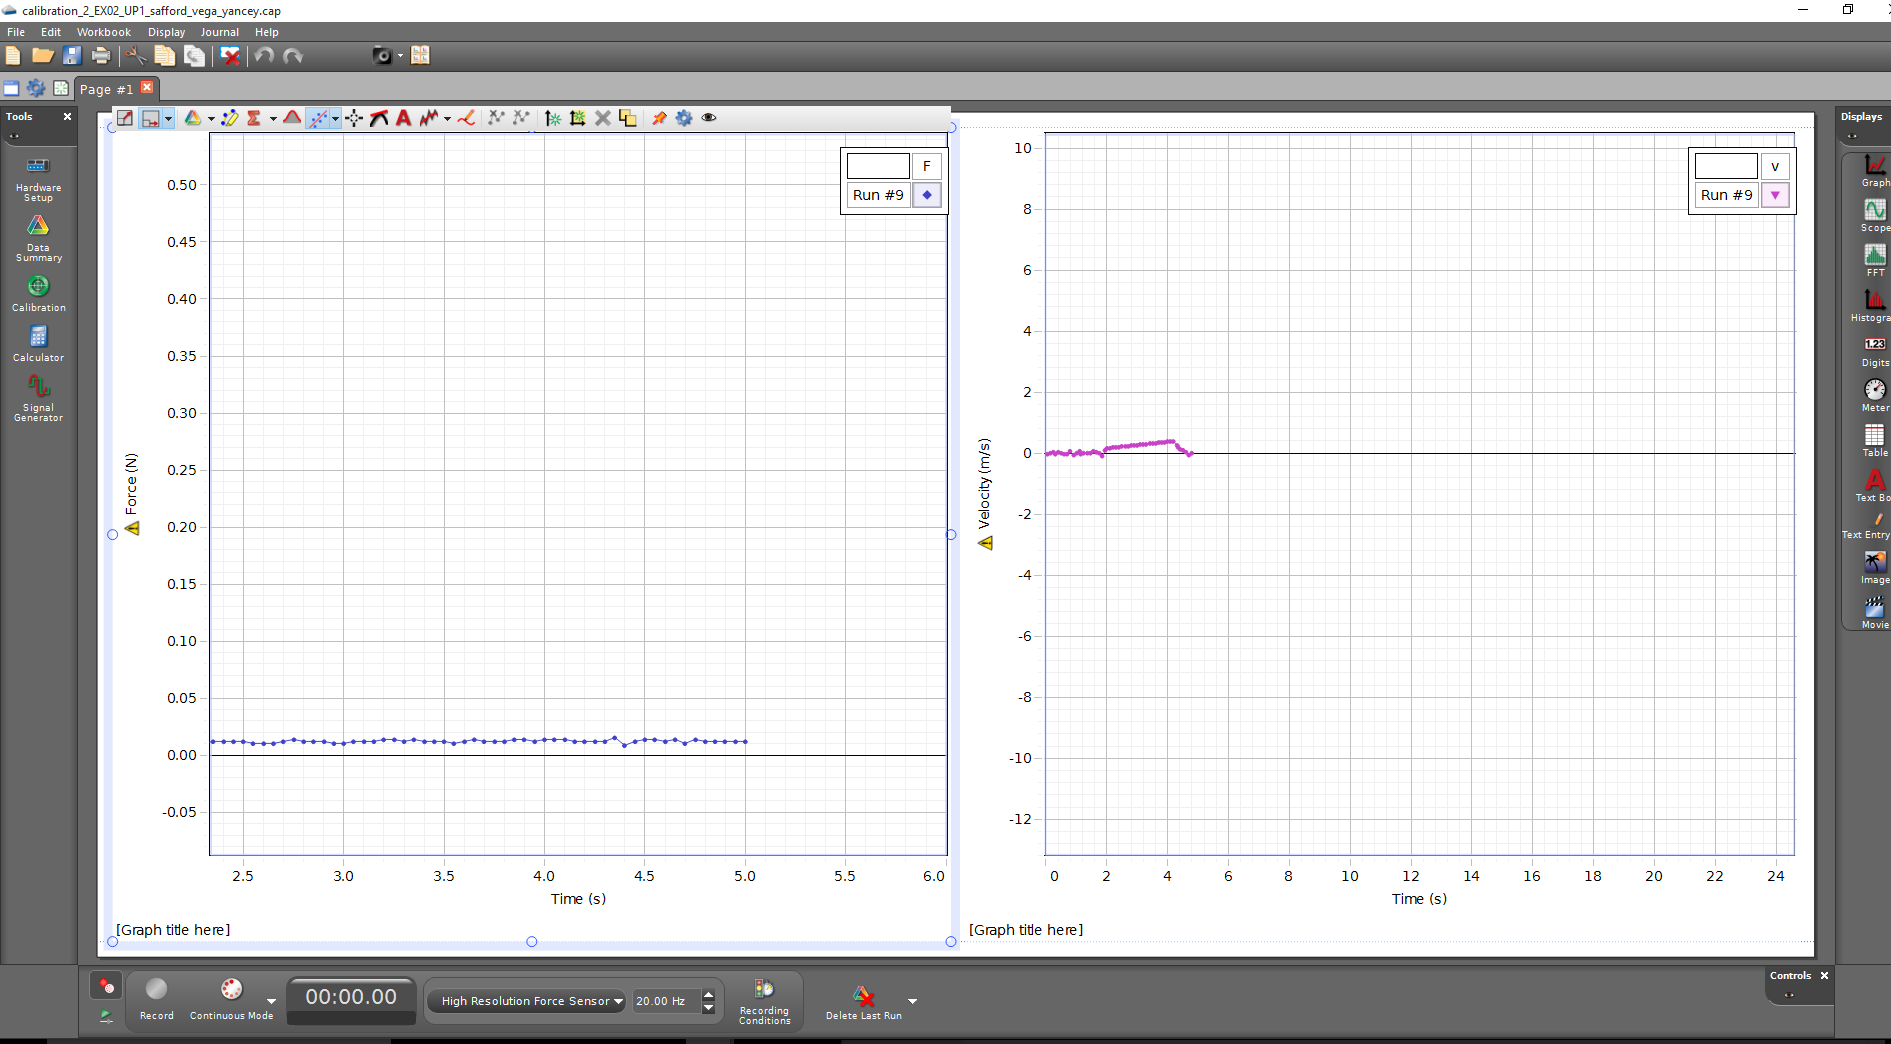 calibration_2_EX02_UP1_safford_vega_yancey.cap
File Edit Workbook Display Journal Help
Page #1
Tools
Hardware
Setup
Data
Summary
Calibration
Calculator
Signal
Generator
F
Run #9
0.50
0.45
0.40
0.35
0.30
0.25
0.20
0.15
0.10
0.05
0.00
-0.05
Force (N)
2.5 3.0 3.5 4.0 4.5 5.0 5.5 6.0
Time (s)
[Graph title here]
v
Run #9
10
8
6
4
2
0
-2
-4
-6
-8
-10
-12
Velocity (m/s)
0 2 4 6 8 10 12 14 16 18 20 22 24
Time (s)
[Graph title here]
Displays
Graph
Scope
FFT
Histogra
1.23
Digits
Meter
Table
Text Bo
Text Entry
Image
Movie
Record
Continuous Mode
00:00.00
High Resolution Force Sensor
20.00 Hz
Recording
Conditions
Delete Last Run
Controls